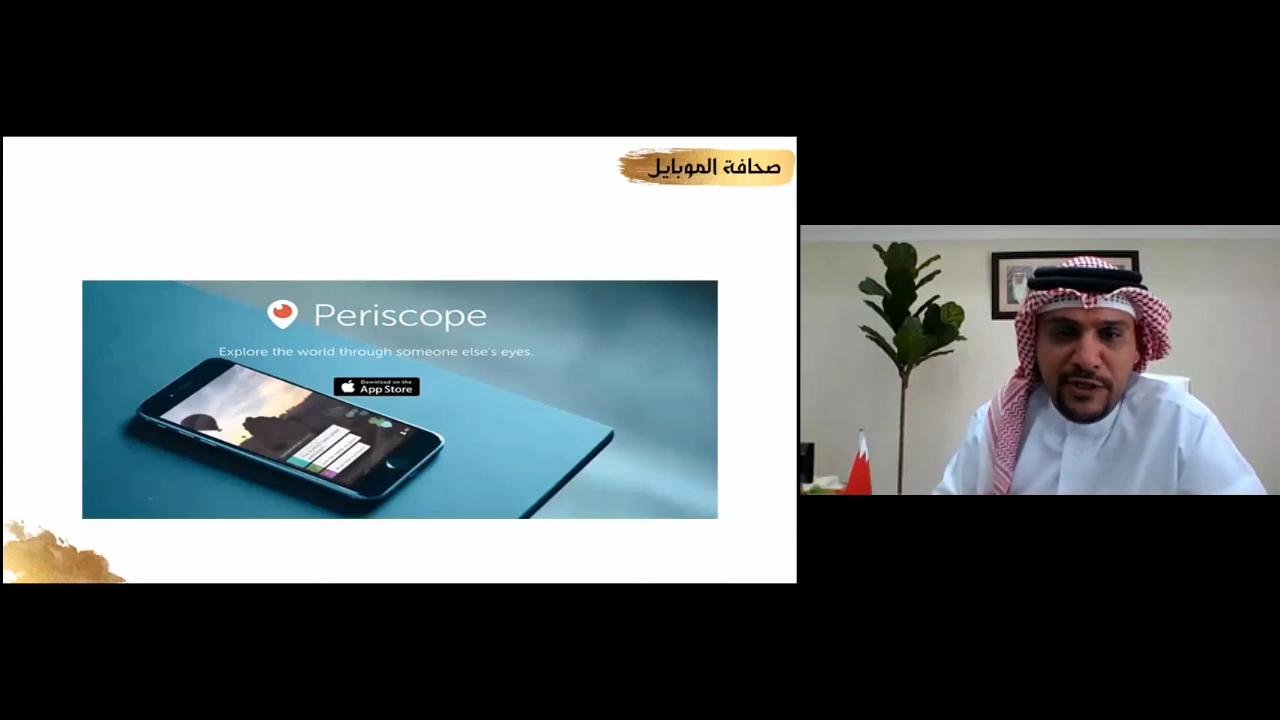 صحافة الموبايل
Periscope
Explore the world through someone else's eyes.
Download on the
App Store